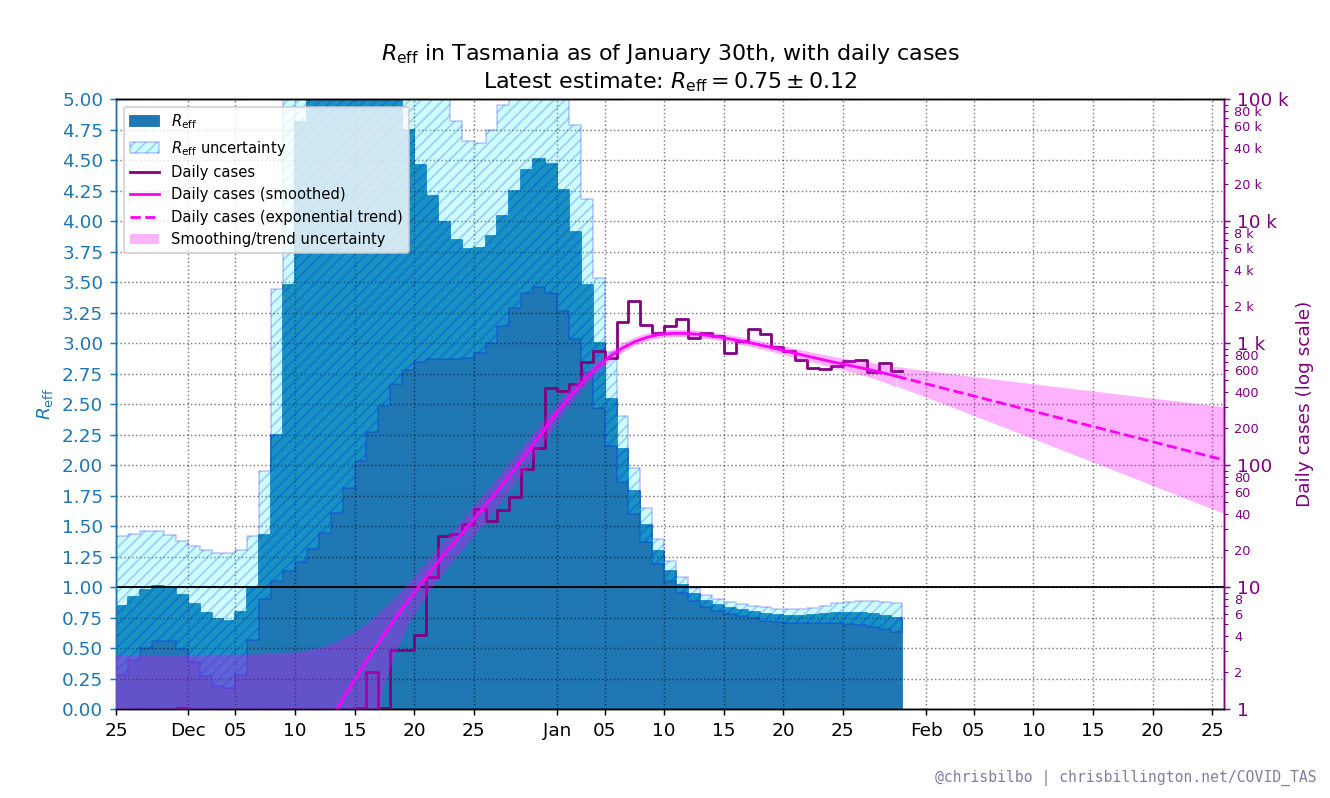 R_eff in Tasmania as of January 30th, with daily cases
Latest estimate: R_eff = 0.75 ± 0.12
R_eff
R_eff uncertainty
Daily cases
Daily cases (smoothed)
Daily cases (exponential trend)
Smoothing/trend uncertainty
R_eff
5.00
4.75
4.50
4.25
4.00
3.75
3.50
3.25
3.00
2.75
2.50
2.25
2.00
1.75
1.50
1.25
1.00
0.75
0.50
0.25
0.00
25 Dec 05 10 15 20 25 Jan 05 10 15 20 25 Feb 05 10 15 20 25
100 k
80 k
60 k
40 k
20 k
10 k
8 k
6 k
4 k
2 k
1 k
800
600
400
200
100
80
60
40
20
10
8
6
4
2
1
Daily cases (log scale)
@chrisbilbo | chrisbillington.net/COVID_TAS